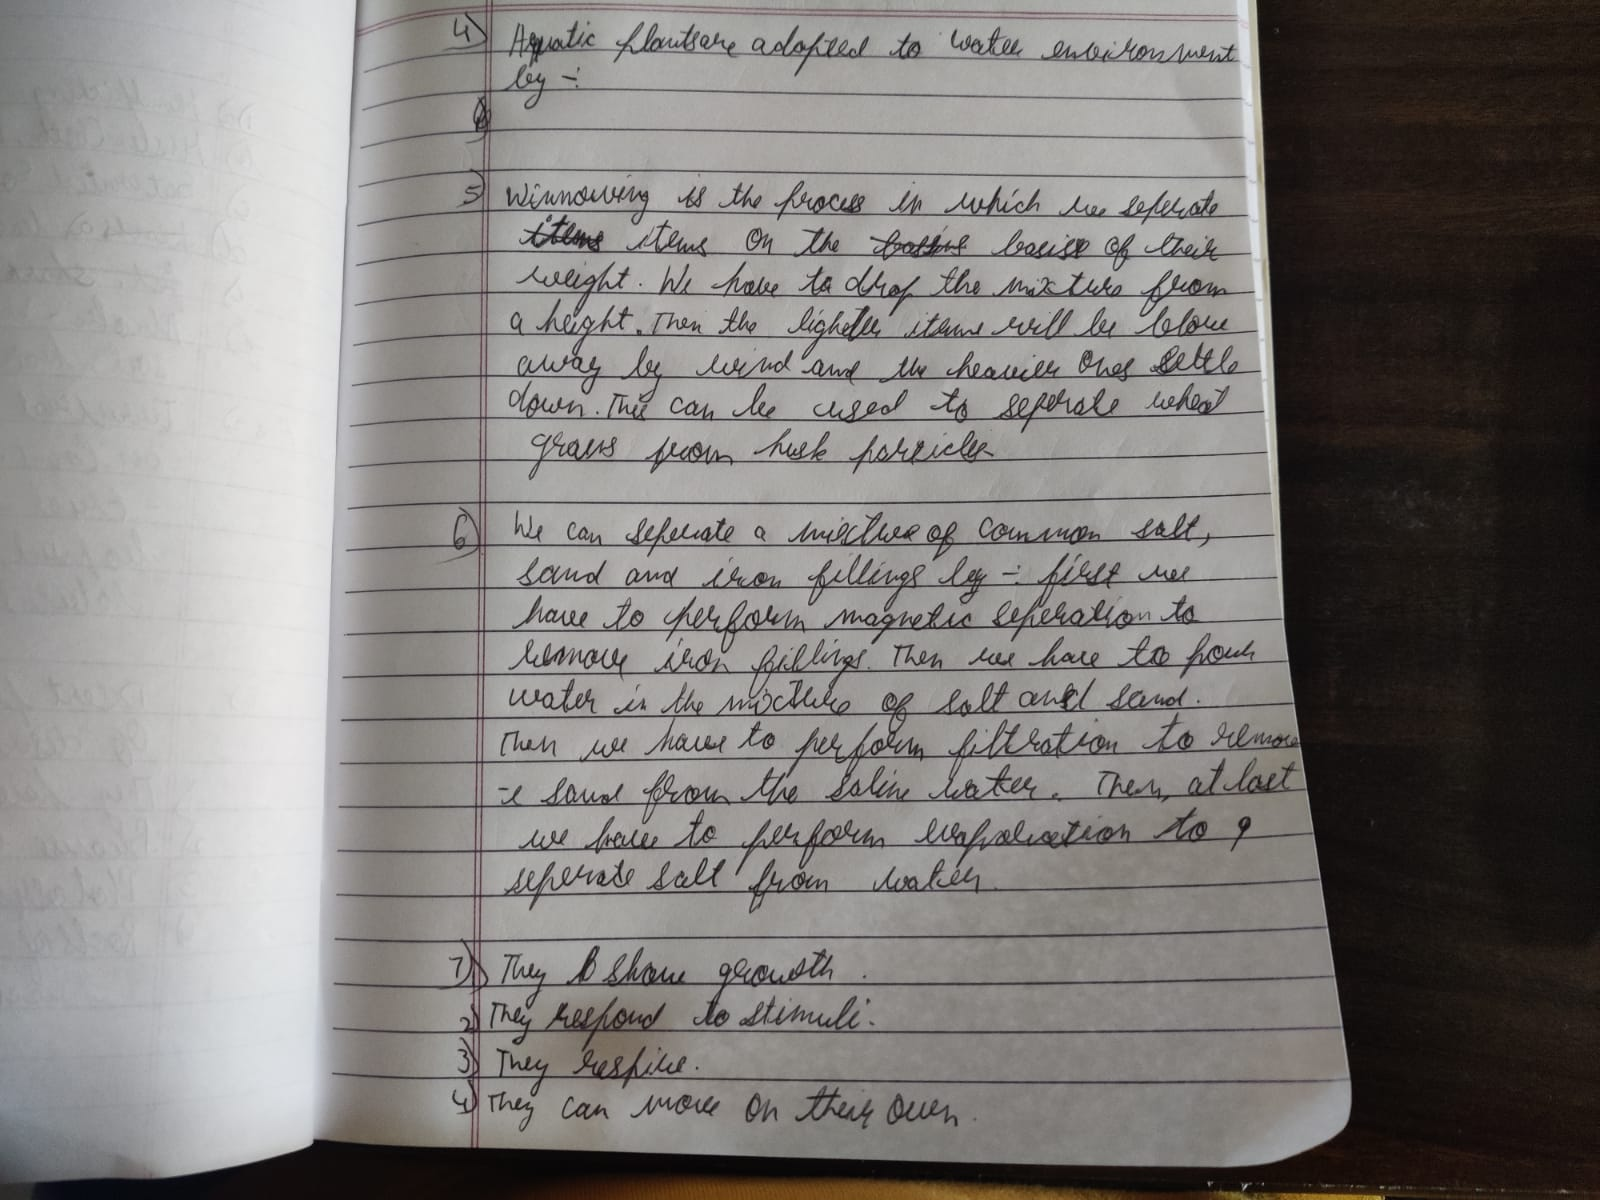 4) Aquatic plants are adopted to water environment
by -:
5) Winnowing is the process in which we seperate
items items on the basis of their
weight. We have to drop the mixture from
a height. Then the lighter items will be blow
away by wind and the heavier ones settle
down. This can be used to seperate wheat
grans from husk particles
6) We can seperate a mixture of common salt,
sand and iron fillings by -: first we
have to perform magnetic seperation to
remove iron fillings. Then we have to pour
water in the mixture of salt and sand.
Then we have to perform filtration to remov
-e sand from the saline water. Then, at last
we have to perform evaporation to
seperate salt from water.
7) They show growth.
2) They respond to stimuli.
3) They respire.
4) They can move on their own.